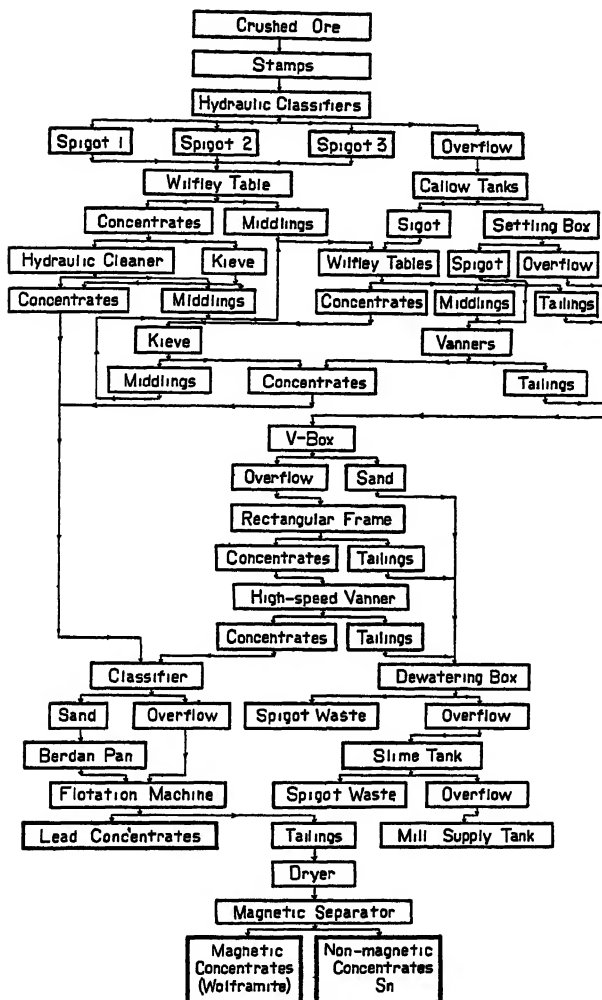 Crushed Ore
Stamps
Hydraulic Classifiers
Spigot 1
Spigot 2
Spigot 3
Overflow
Wilfley Table
Callow Tanks
Concentrates
Middlings
Sigot
Settling Box
Hydraulic Cleaner
Kieve
Wilfley Tables
Spigot
Overflow
Concentrates
Middlings
Concentrates
Middlings
Tailings
Kieve
Vanners
Middlings
Concentrates
Tailings
V-Box
Overflow
Sand
Rectangular Frame
Concentrates
Tailings
High-speed Vanner
Concentrates
Tailings
Classifier
Dewatering Box
Sand
Overflow
Spigot Waste
Overflow
Berdan Pan
Slime Tank
Flotation Machine
Spigot Waste
Overflow
Lead Concentrates
Tailings
Mill Supply Tank
Dryer
Magnetic Separator
Magnetic
Concentrates
(Wolframite)
Non-magnetic
Concentrates
Sn